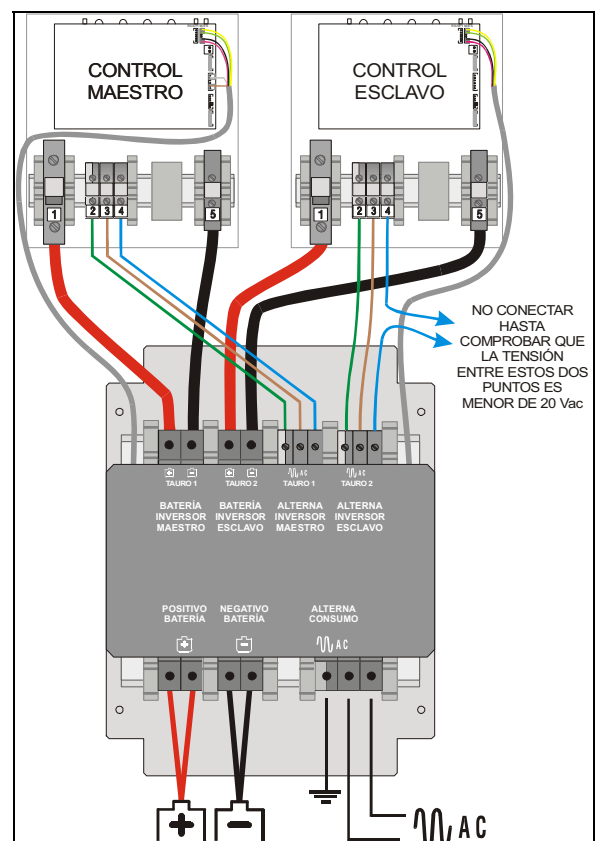 CONTROL
MAESTRO
CONTROL
ESCLAVO
1
2 3 4
5
1
2 3 4
5
NO CONECTAR
HASTA
COMPROBAR QUE
LA TENSIÓN
ENTRE ESTOS DOS
PUNTOS ES
MENOR DE 20 Vac
TAURO 1
TAURO 2
AC
TAURO 1
AC
TAURO 2
BATERÍA
INVERSOR
MAESTRO
BATERÍA
INVERSOR
ESCLAVO
ALTERNA
INVERSOR
MAESTRO
ALTERNA
INVERSOR
ESCLAVO
POSITIVO
BATERÍA
NEGATIVO
BATERÍA
ALTERNA
CONSUMO
+
-
AC
+
-
AC